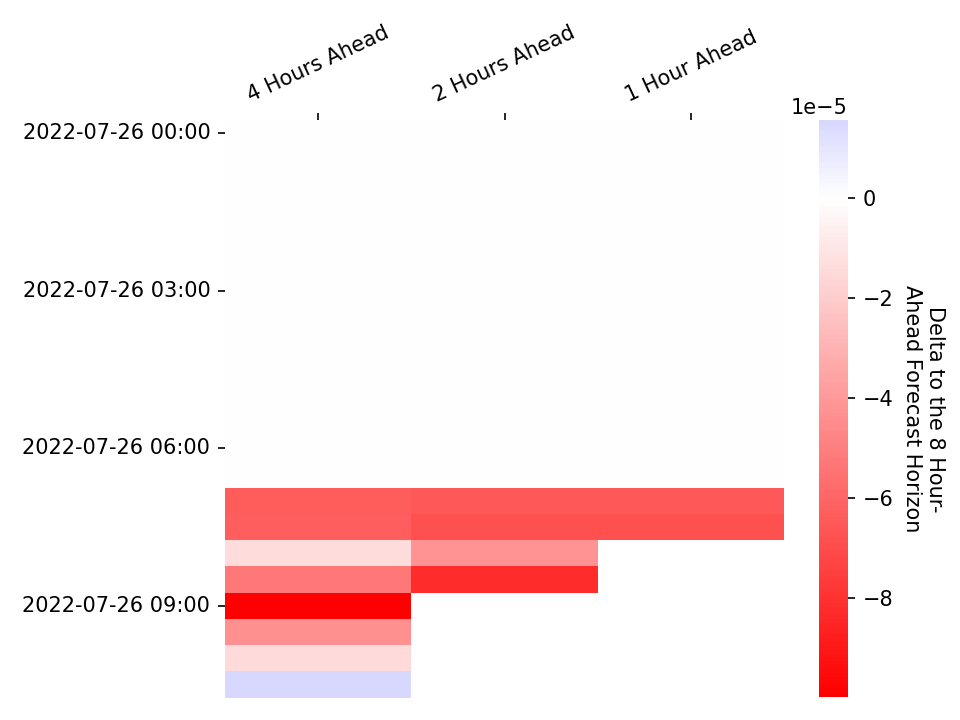 4 Hours Ahead
2 Hours Ahead
1 Hour Ahead
1e−5
2022-07-26 00:00
2022-07-26 03:00
2022-07-26 06:00
2022-07-26 09:00
0
−2
−4
−6
−8
Delta to the 8 Hour-
Ahead Forecast Horizon